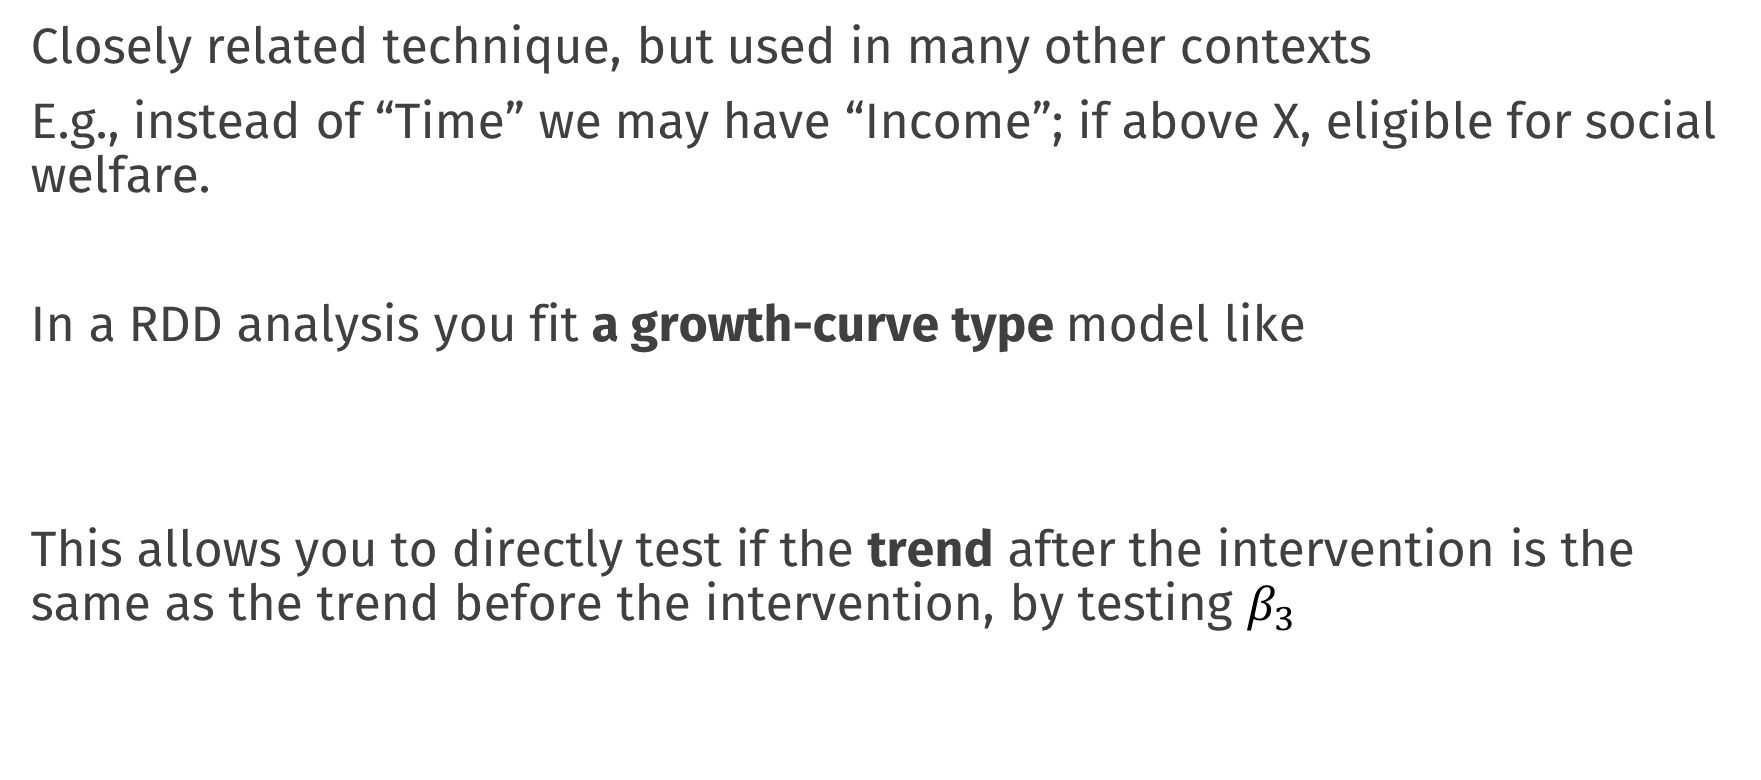 Closely related technique, but used in many other contexts
E.g., instead of “Time” we may have “Income”; if above X, eligible for social
welfare.
In a RDD analysis you fit a growth-curve type model like
This allows you to directly test if the trend after the intervention is the
same as the trend before the intervention, by testing β₃